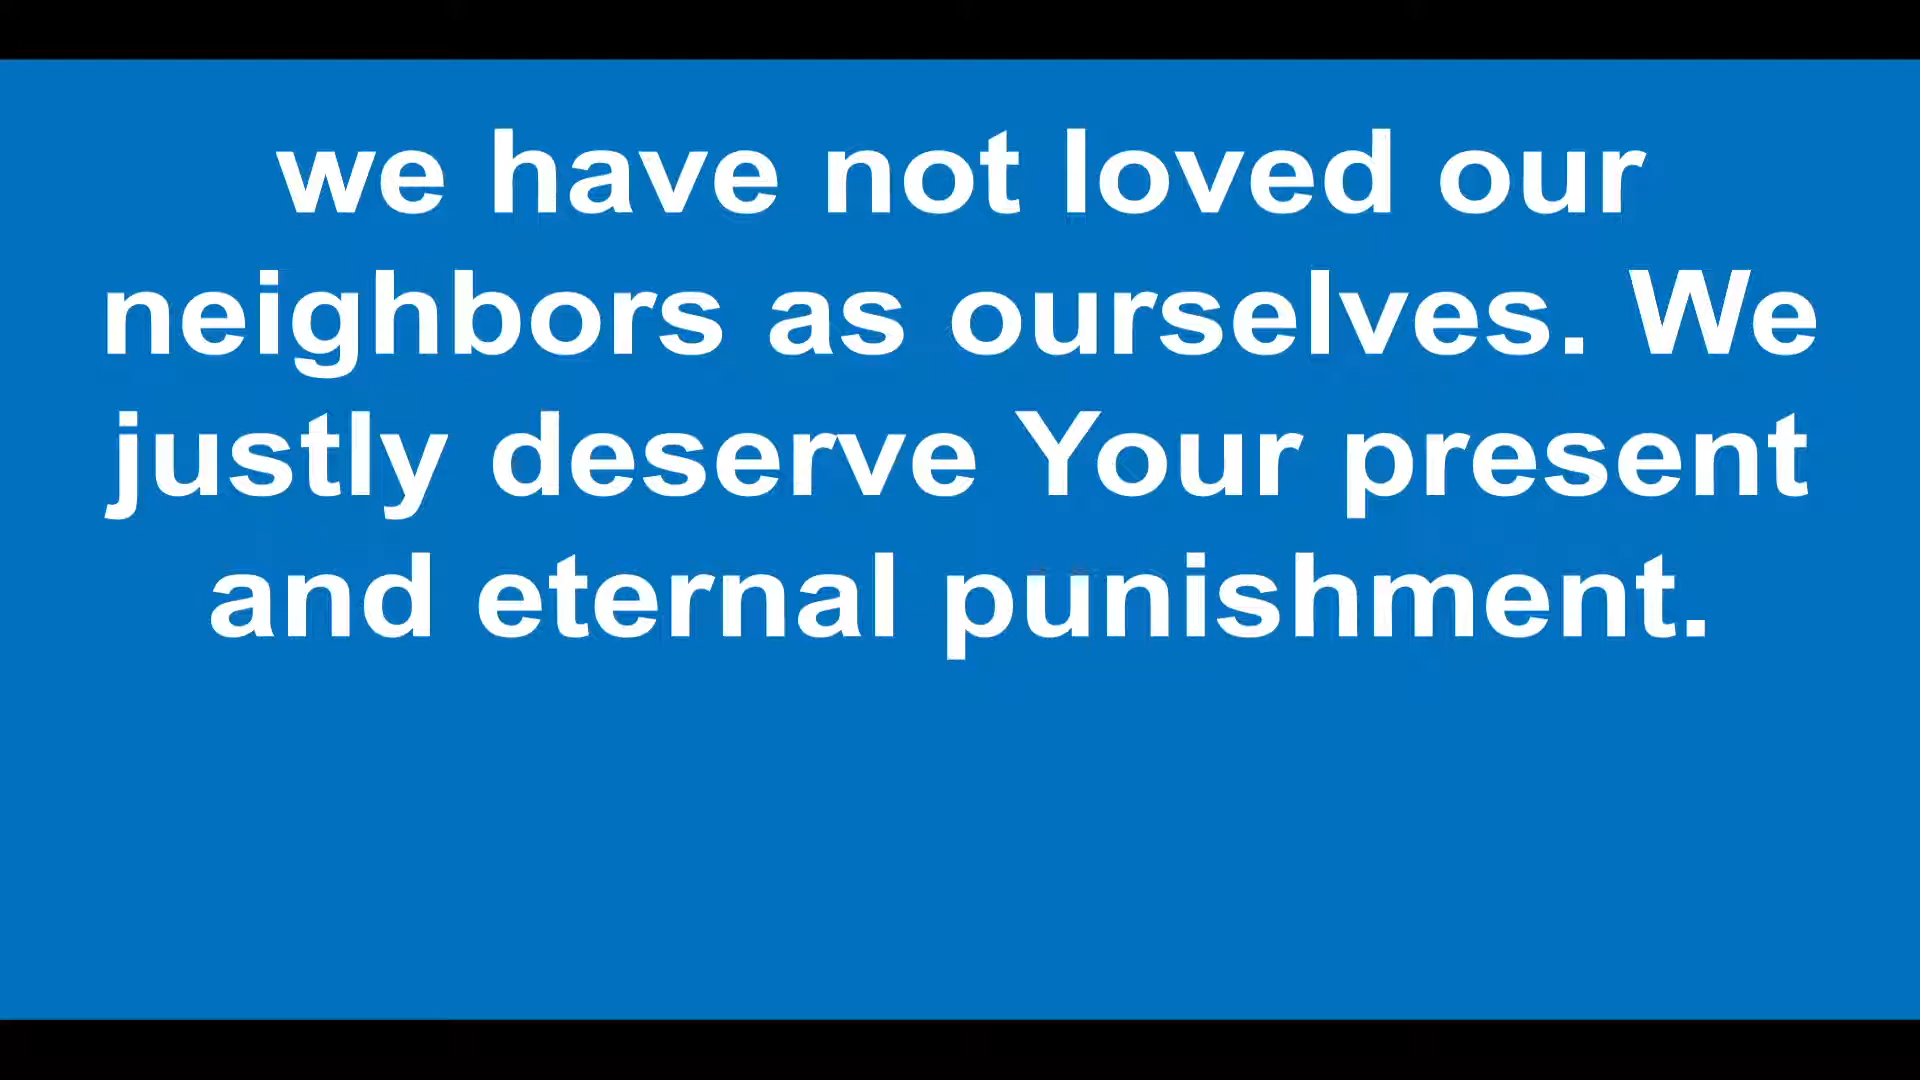 we have not loved our
neighbors as ourselves. We
justly deserve Your present
and eternal punishment.